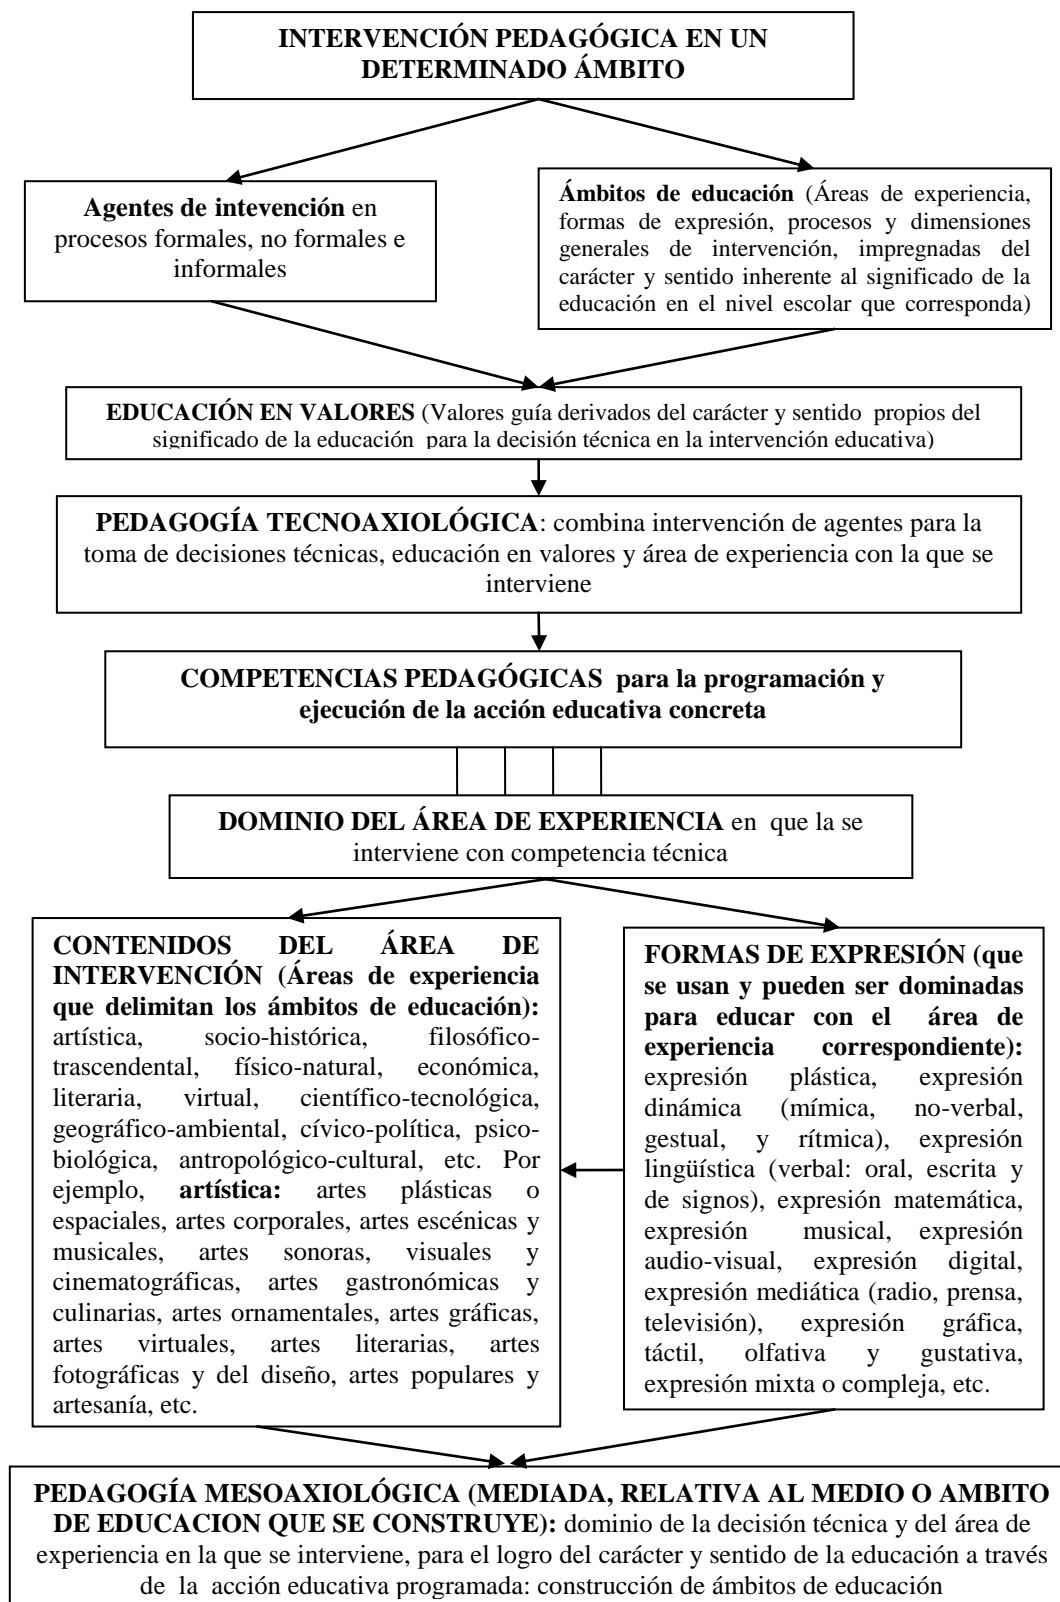 INTERVENCIÓN PEDAGÓGICA EN UN
DETERMINADO ÁMBITO
Agentes de intevención en
procesos formales, no formales e
informales
Ámbitos de educación (Áreas de experiencia,
formas de expresión, procesos y dimensiones
generales de intervención, impregnadas del
carácter y sentido inherente al significado de la
educación en el nivel escolar que corresponda)
EDUCACIÓN EN VALORES (Valores guía derivados del carácter y sentido propios del
significado de la educación para la decisión técnica en la intervención educativa)
PEDAGOGÍA TECNOAXIOLÓGICA: combina intervención de agentes para la
toma de decisiones técnicas, educación en valores y área de experiencia con la que se
interviene
COMPETENCIAS PEDAGÓGICAS para la programación y
ejecución de la acción educativa concreta
DOMINIO DEL ÁREA DE EXPERIENCIA en que la se
interviene con competencia técnica
CONTENIDOS DEL ÁREA DE
INTERVENCIÓN (Áreas de experiencia
que delimitan los ámbitos de educación):
artística, socio-histórica, filosófico-
trascendental, físico-natural, económica,
literaria, virtual, científico-tecnológica,
geográfico-ambiental, cívico-política, psico-
biológica, antropológico-cultural, etc. Por
ejemplo, artística: artes plásticas o
espaciales, artes corporales, artes escénicas y
musicales, artes sonoras, visuales y
cinematográficas, artes gastronómicas y
culinarias, artes ornamentales, artes gráficas,
artes virtuales, artes literarias, artes
fotográficas y del diseño, artes populares y
artesanía, etc.
FORMAS DE EXPRESIÓN (que
se usan y pueden ser dominadas
para educar con el área de
experiencia correspondiente):
expresión plástica, expresión
dinámica (mímica, no-verbal,
gestual, y rítmica), expresión
lingüística (verbal: oral, escrita y
de signos), expresión matemática,
expresión musical, expresión
audio-visual, expresión digital,
expresión mediática (radio, prensa,
televisión), expresión gráfica,
táctil, olfativa y gustativa,
expresión mixta o compleja, etc.
PEDAGOGÍA MESOAXIOLÓGICA (MEDIADA, RELATIVA AL MEDIO O AMBITO
DE EDUCACION QUE SE CONSTRUYE): dominio de la decisión técnica y del área de
experiencia en la que se interviene, para el logro del carácter y sentido de la educación a través
de la acción educativa programada: construcción de ámbitos de educación